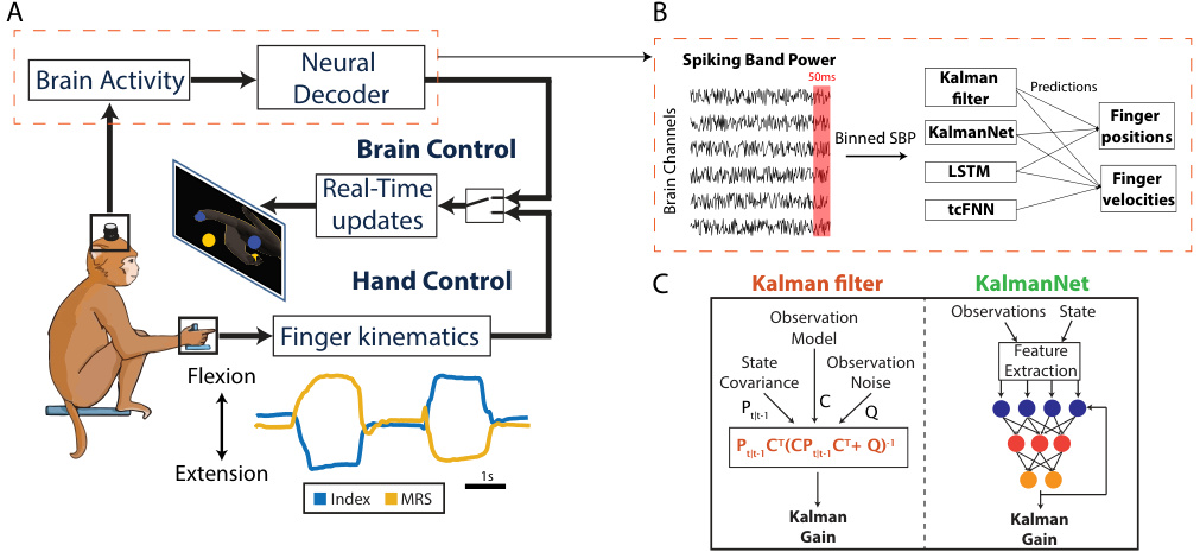 A
Brain Activity
Neural
Decoder
Brain Control
Real-Time
updates
Hand Control
Finger kinematics
Flexion
Extension
1s
Index
MRS
B
Spiking Band Power
50ms
Brain Channels
Binned SBP
Kalman
filter
KalmanNet
LSTM
tcFNN
Predictions
Finger
positions
Finger
velocities
C
Kalman filter
Observation
Model
State
Covariance
P_{t|t-1}
C
Observation
Noise
Q
P_{t|t-1}C^T(CP_{t|t-1}C^T+ Q)^{-1}
Kalman
Gain
KalmanNet
Observations
State
Feature
Extraction
Kalman
Gain